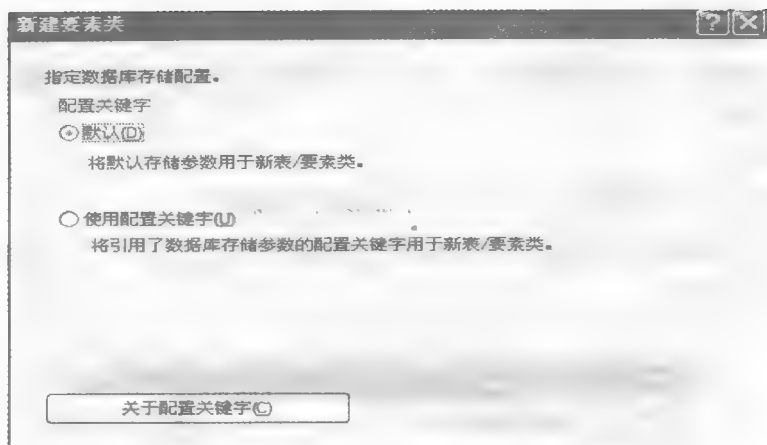 新建要素类
指定数据库存储配置。
配置关键字
默认(D)
将默认存储参数用于新表/要素类。
使用配置关键字(U)
将引用了数据库存储参数的配置关键字用于新表/要素类。
关于配置关键字(C)